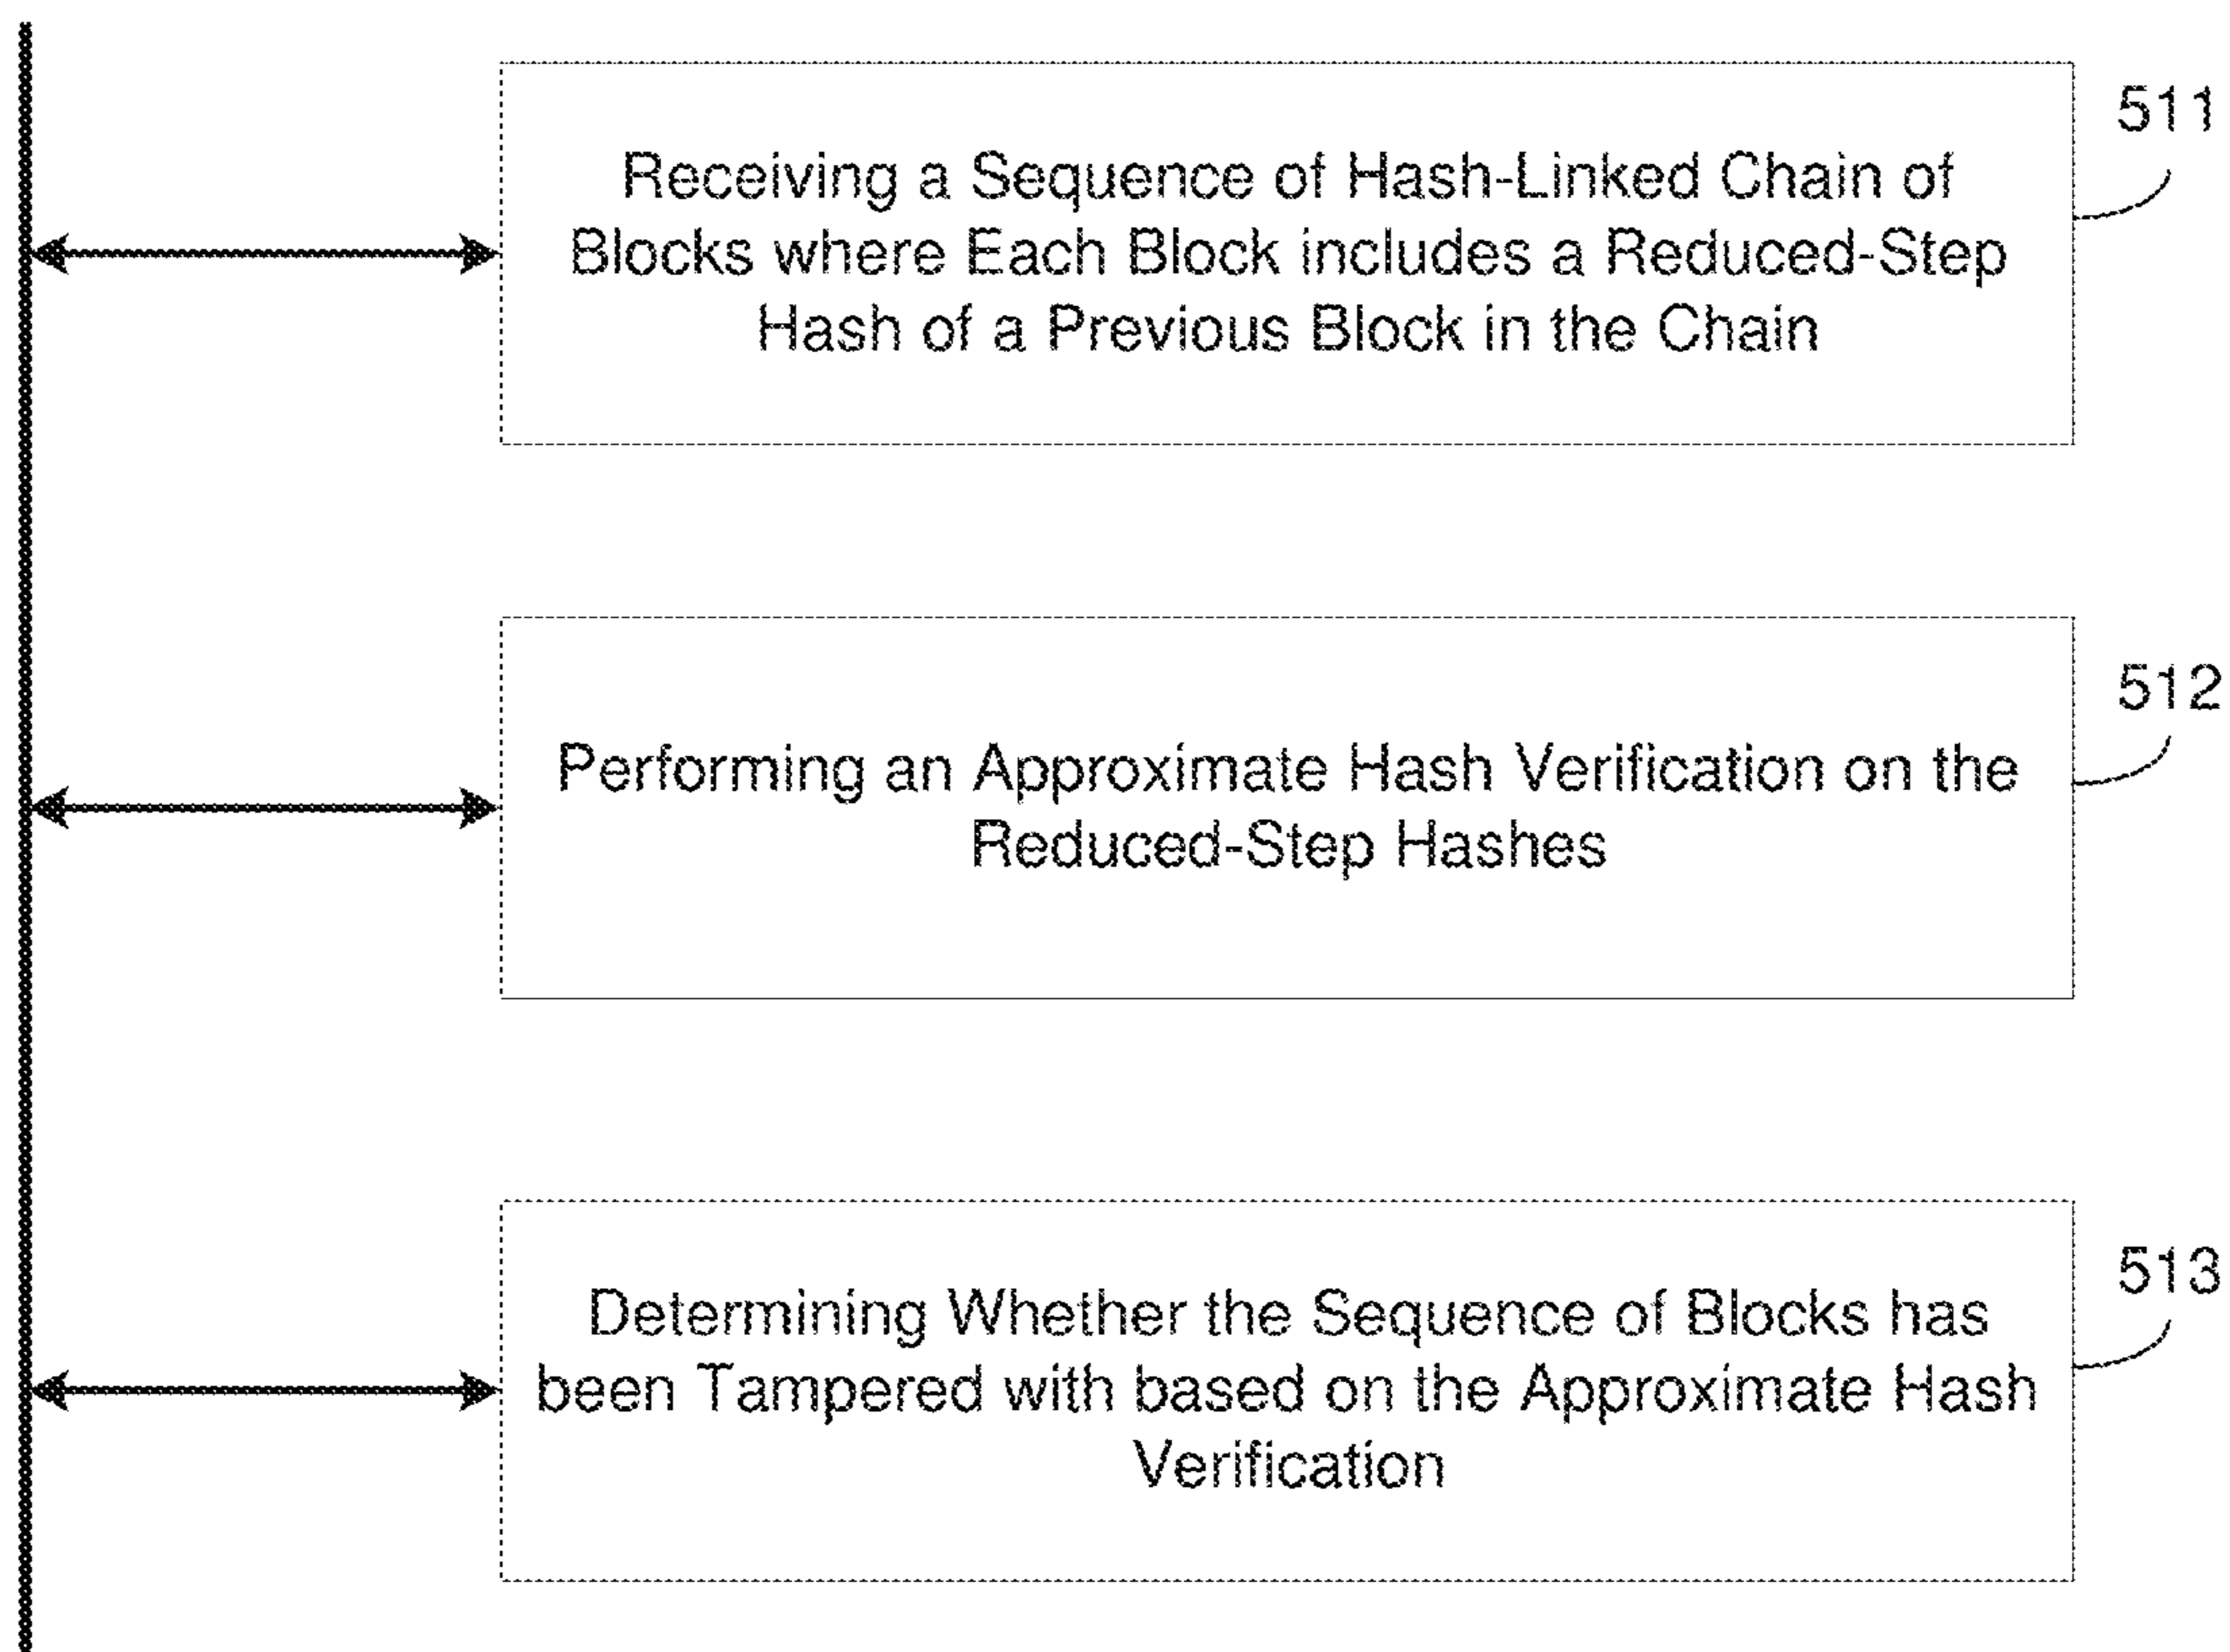 511
Receiving a Sequence of Hash-Linked Chain of
Blocks where Each Block includes a Reduced-Step
Hash of a Previous Block in the Chain
512
Performing an Approximate Hash Verification on the
Reduced-Step Hashes
513
Determining Whether the Sequence of Blocks has
been Tampered with based on the Approximate Hash
Verification